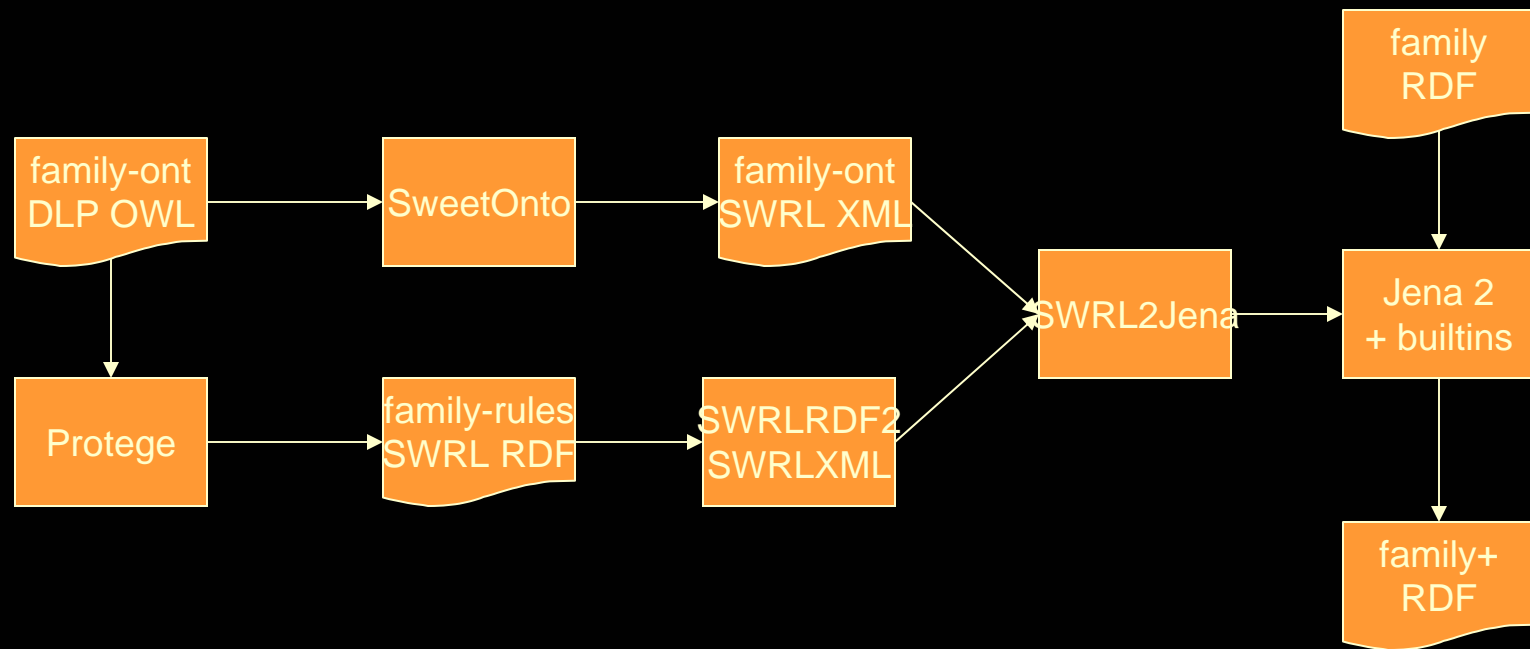 family
RDF
family-ont
DLP OWL
SweetOnto
family-ont
SWRL XML
SWRL2Jena
Jena 2
+ builtins
Protege
family-rules
SWRL RDF
SWRLRDF2
SWRLXML
family+
RDF